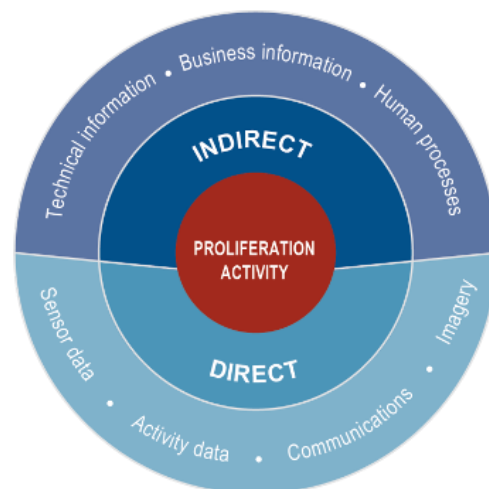 Technical information • Business information • Human processes
INDIRECT
PROLIFERATION
ACTIVITY
DIRECT
Sensor data • Activity data • Communications • Imagery